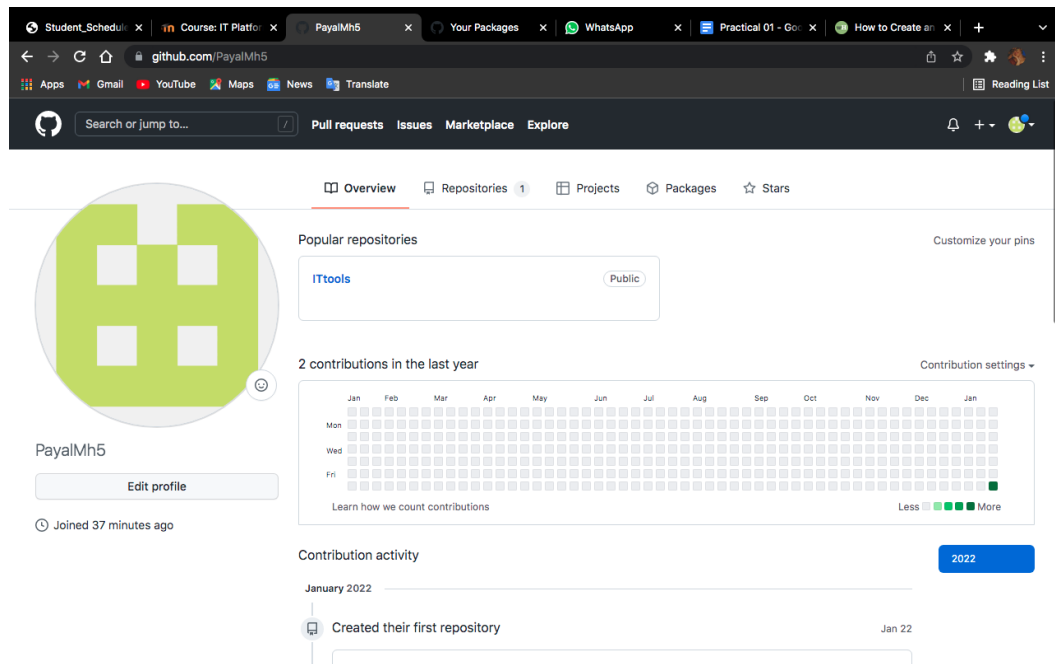 Student_Schedule Course: IT Platfor PayalMh5 Your Packages WhatsApp Practical 01 - Goo How to Create an
github.com/PayalMh5
Apps Gmail YouTube Maps News Translate Reading List
Search or jump to... / Pull requests Issues Marketplace Explore
Overview Repositories 1 Projects Packages Stars
Popular repositories Customize your pins
ITtools Public
2 contributions in the last year Contribution settings
Jan Feb Mar Apr May Jun Jul Aug Sep Oct Nov Dec Jan
Mon
Wed
Fri
Learn how we count contributions Less More
PayalMh5
Edit profile
Joined 37 minutes ago
Contribution activity 2022
January 2022
Created their first repository Jan 22